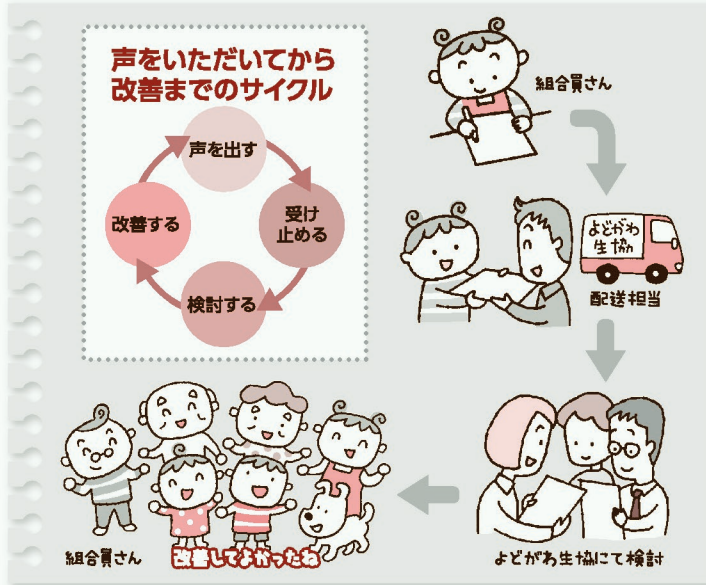 声をいただいてから
改善までのサイクル
声を出す
受け
止める
検討する
改善する
組合員さん
よどがわ
生協
配送担当
よどがわ生協にて検討
組合員さん
改善してよかったね